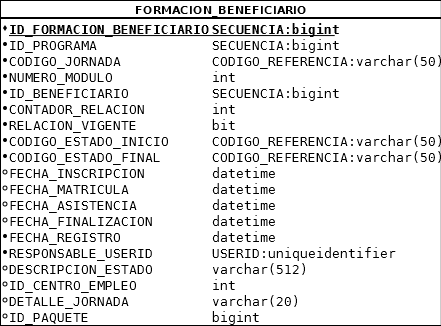 FORMACION_BENEFICIARIO
ID_FORMACION_BENEFICIARIO SECUENCIA:bigint
ID_PROGRAMA SECUENCIA:bigint
CODIGO_JORNADA CODIGO_REFERENCIA:varchar(50)
NUMERO_MODULO int
ID_BENEFICIARIO SECUENCIA:bigint
CONTADOR_RELACION int
RELACION_VIGENTE bit
CODIGO_ESTADO_INICIO CODIGO_REFERENCIA:varchar(50)
CODIGO_ESTADO_FINAL CODIGO_REFERENCIA:varchar(50)
FECHA_INSCRIPCION datetime
FECHA_MATRICULA datetime
FECHA_ASISTENCIA datetime
FECHA_FINALIZACION datetime
FECHA_REGISTRO datetime
RESPONSABLE_USERID USERID:uniqueidentifier
DESCRIPCION_ESTADO varchar(512)
ID_CENTRO_EMPLEO int
DETALLE_JORNADA varchar(20)
ID_PAQUETE bigint